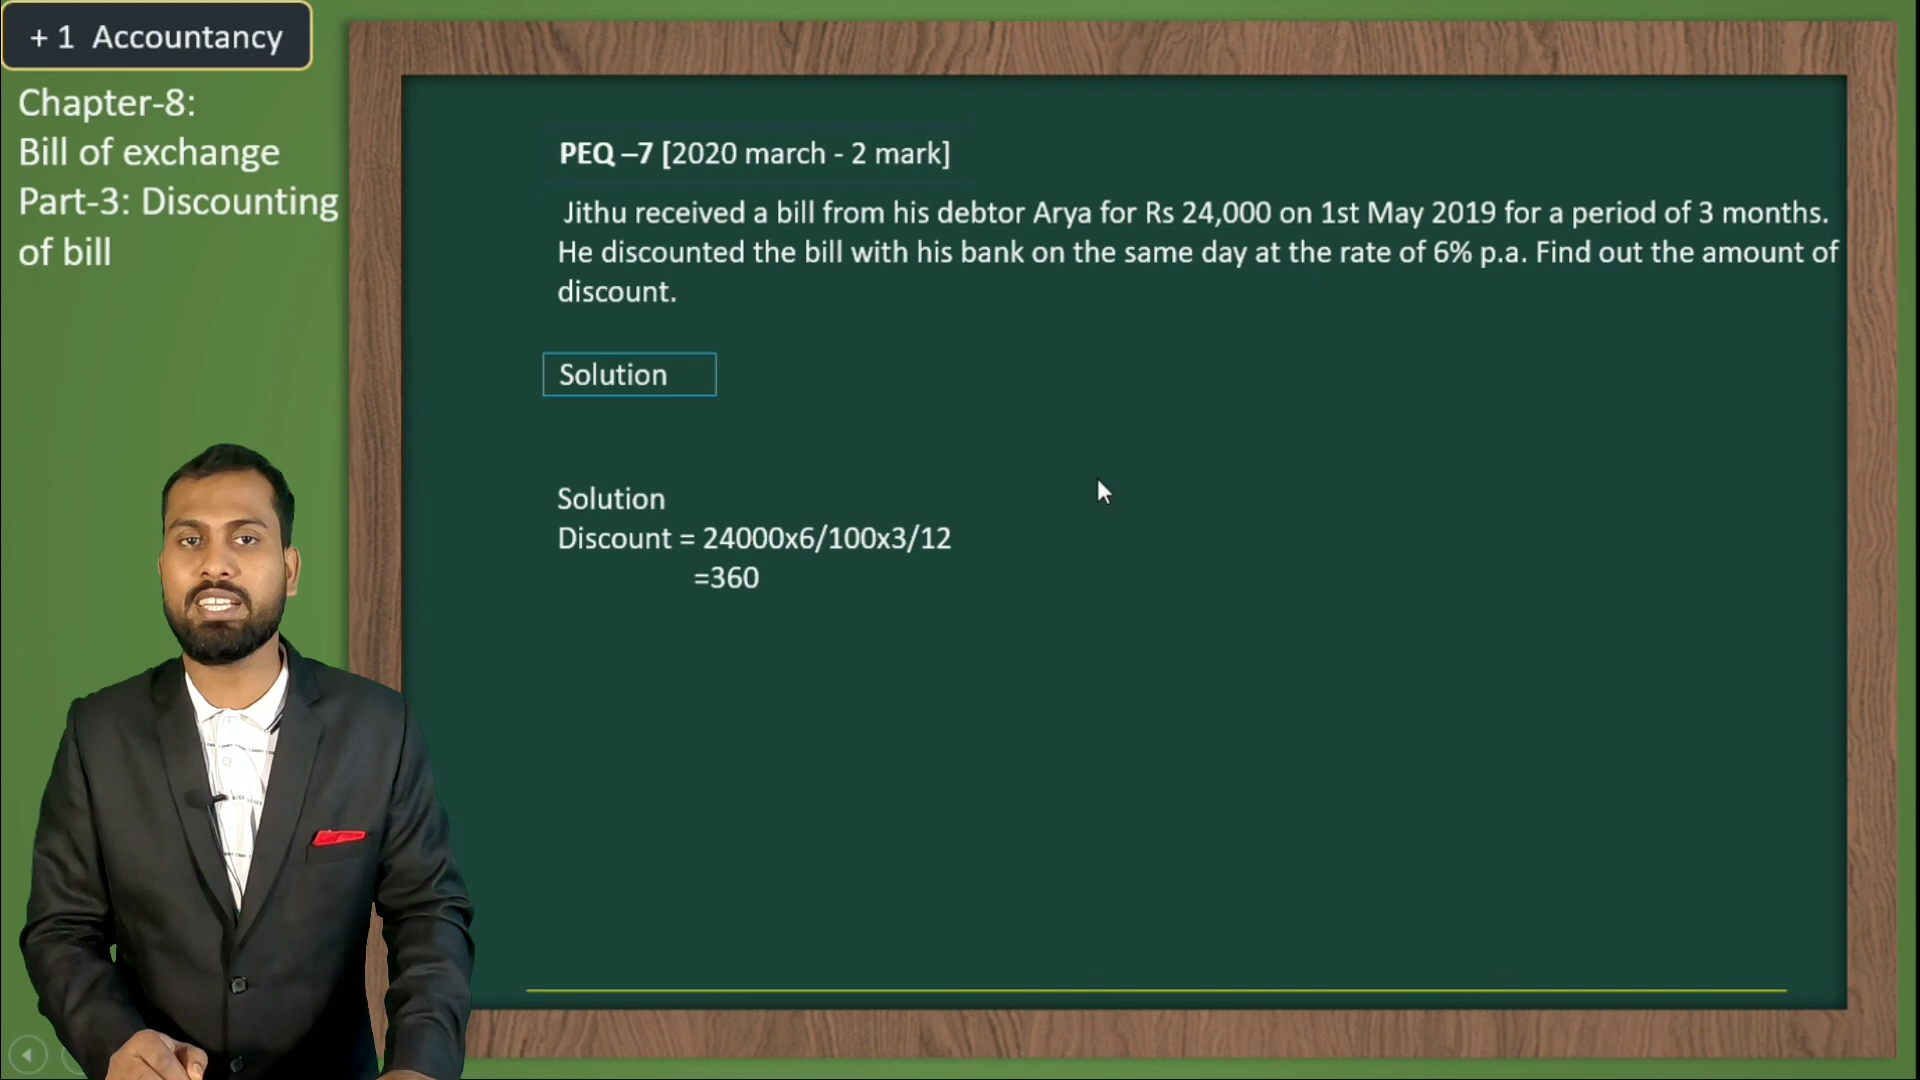 + 1 Accountancy
Chapter-8:
Bill of exchange
Part-3: Discounting
of bill
PEQ –7 [2020 march - 2 mark]
Jithu received a bill from his debtor Arya for Rs 24,000 on 1st May 2019 for a period of 3 months.
He discounted the bill with his bank on the same day at the rate of 6% p.a. Find out the amount of
discount.
Solution
Solution
Discount = 24000x6/100x3/12
=360